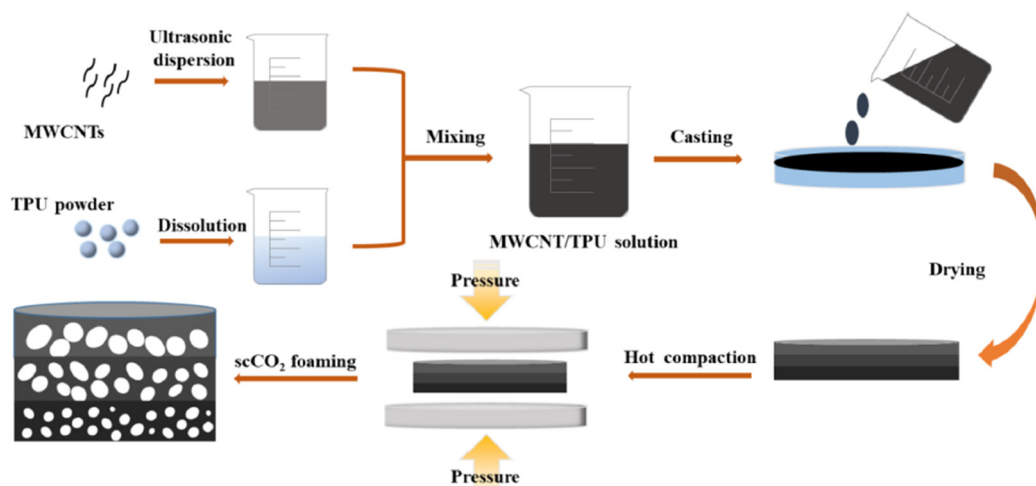 Ultrasonic
dispersion
MWCNTs
TPU powder
Dissolution
Mixing
MWCNT/TPU solution
Casting
Drying
Hot compaction
Pressure
Pressure
scCO₂ foaming